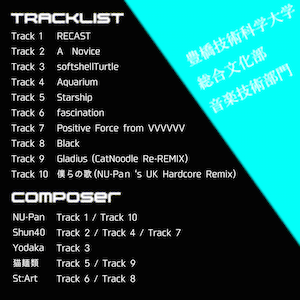 TRACKLIST
Track 1 RECAST
Track 2 A Novice
Track 3 softshellTurtle
Track 4 Aquarium
Track 5 Starship
Track 6 fascination
Track 7 Positive Force from VVVVVV
Track 8 Black
Track 9 Gladius (CatNoodle Re-REMIX)
Track 10 僕らの歌(NU-Pan 's UK Hardcore Remix)
COMPOSER
NU-Pan Track 1 / Track 10
Shun40 Track 2 / Track 4 / Track 7
Yodaka Track 3
猫麺類 Track 5 / Track 9
St:Art Track 6 / Track 8
豊橋技術科学大学
総合文化部
音楽技術部門